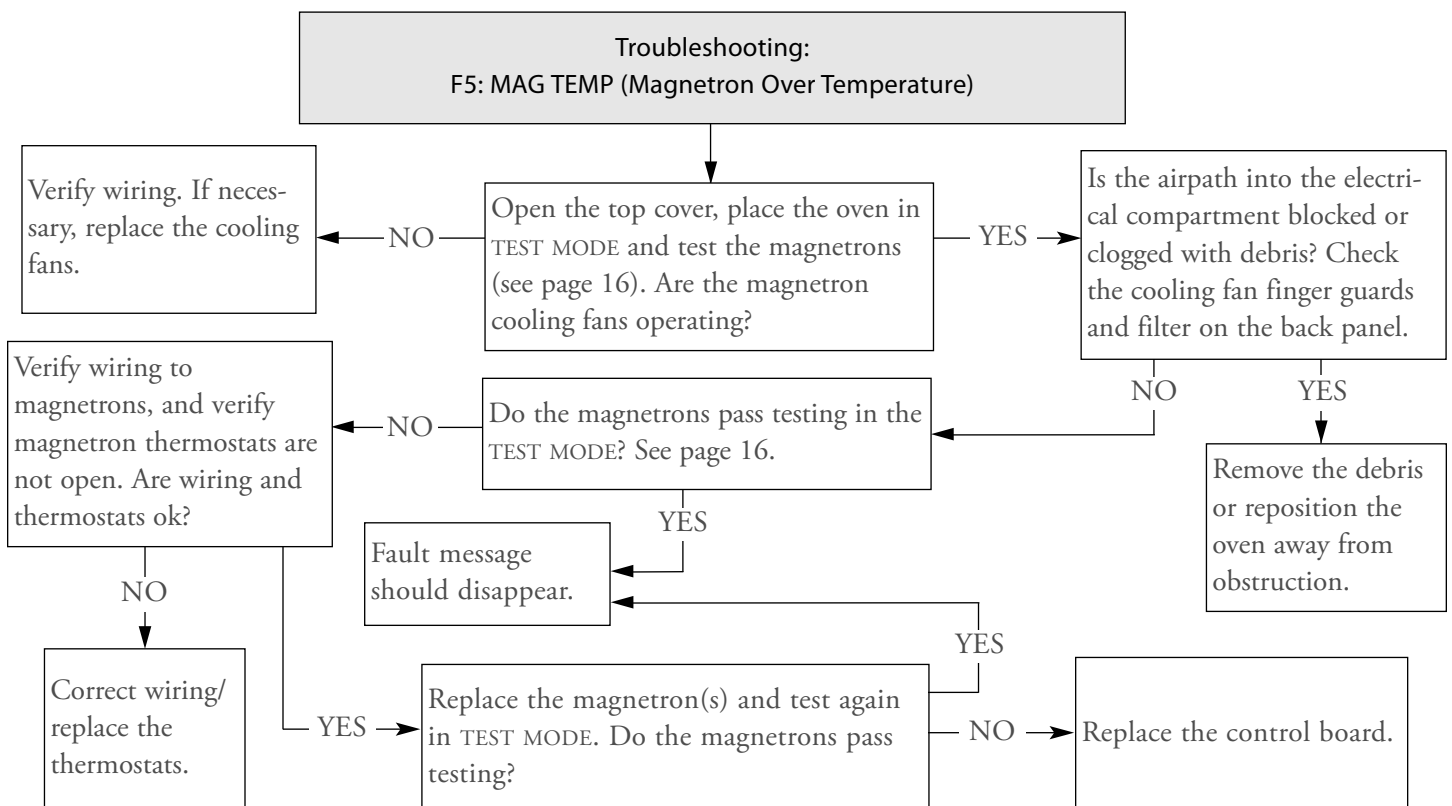 Troubleshooting:
F5: MAG TEMP (Magnetron Over Temperature)
Verify wiring. If neces-
sary, replace the cooling
fans.
NO
Open the top cover, place the oven in
TEST MODE and test the magnetrons
(see page 16). Are the magnetron
cooling fans operating?
YES
Is the airpath into the electri-
cal compartment blocked or
clogged with debris? Check
the cooling fan finger guards
and filter on the back panel.
NO
YES
Remove the debris
or reposition the
oven away from
obstruction.
Do the magnetrons pass testing in the
TEST MODE? See page 16.
NO
YES
Verify wiring to
magnetrons, and verify
magnetron thermostats are
not open. Are wiring and
thermostats ok?
Fault message
should disappear.
NO
YES
Correct wiring/
replace the
thermostats.
Replace the magnetron(s) and test again
in TEST MODE. Do the magnetrons pass
testing?
YES
NO
Replace the control board.